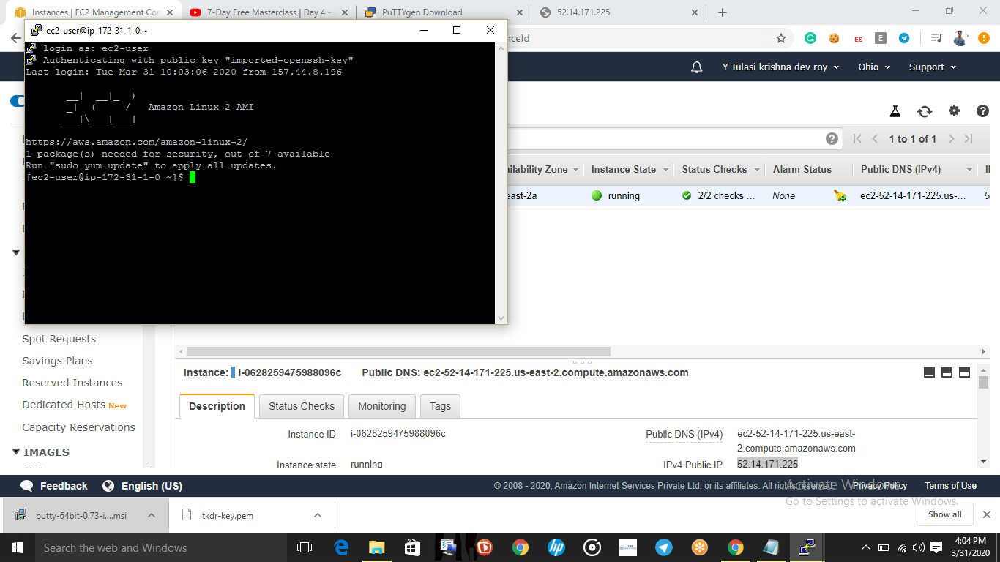 Instances | EC2 Management Con
7-Day Free Masterclass | Day 4 -
PuTTYgen Download
52.14.171.225
ec2-user@ip-172-31-1-0:~
nceld
ES
E
login as: ec2-user
Authenticating with public key "imported-openssh-key"
Last login: Tue Mar 31 10:03:06 2020 from 157.44.8.196
__|  __|_  )
_|  (     /   Amazon Linux 2 AMI
___|\___|___|
https://aws.amazon.com/amazon-linux-2/
1 package(s) needed for security, out of 7 available
Run "sudo yum update" to apply all updates.
[ec2-user@ip-172-31-1-0 ~]$
Y Tulasi krishna dev roy
Ohio
Support
1 to 1 of 1
ilability Zone
Instance State
Status Checks
Alarm Status
Public DNS (IPv4)
east-2a
running
2/2 checks ...
None
ec2-52-14-171-225.us-...
5
Spot Requests
Savings Plans
Reserved Instances
Dedicated Hosts New
Capacity Reservations
IMAGES
Instance: i-0628259475988096c Public DNS: ec2-52-14-171-225.us-east-2.compute.amazonaws.com
Description
Status Checks
Monitoring
Tags
Instance ID
i-0628259475988096c
Public DNS (IPv4)
ec2-52-14-171-225.us-east-
2.compute.amazonaws.com
Instance state
running
IPv4 Public IP
52.14.171.225
Feedback
English (US)
© 2008 - 2020, Amazon Internet Services Private Ltd. or its affiliates. All rights reserved.
Privacy Policy
Terms of Use
Activate Windows
Go to Settings to activate Windows.
putty-64bit-0.73-i....msi
tkdr-key.pem
Show all
Search the web and Windows
hp
4:04 PM
3/31/2020